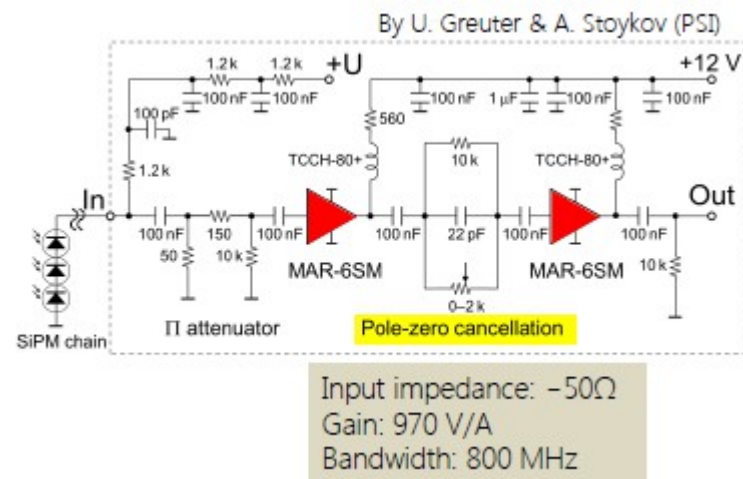 By U. Greuter & A. Stoykov (PSI)
1.2 k 1.2 k +U +12 V
100 nF 100 nF 100 nF 1 µF 100 nF 100 nF
100 pF 560
TCCH-80+ 10 k TCCH-80+
1.2 k
In Out
100 nF 150 100 nF 100 nF 22 pF 100 nF 100 nF
50 10 k MAR-6SM MAR-6SM 10 k
0–2 k
SiPM chain Π attenuator Pole-zero cancellation
Input impedance: ~50Ω
Gain: 970 V/A
Bandwidth: 800 MHz